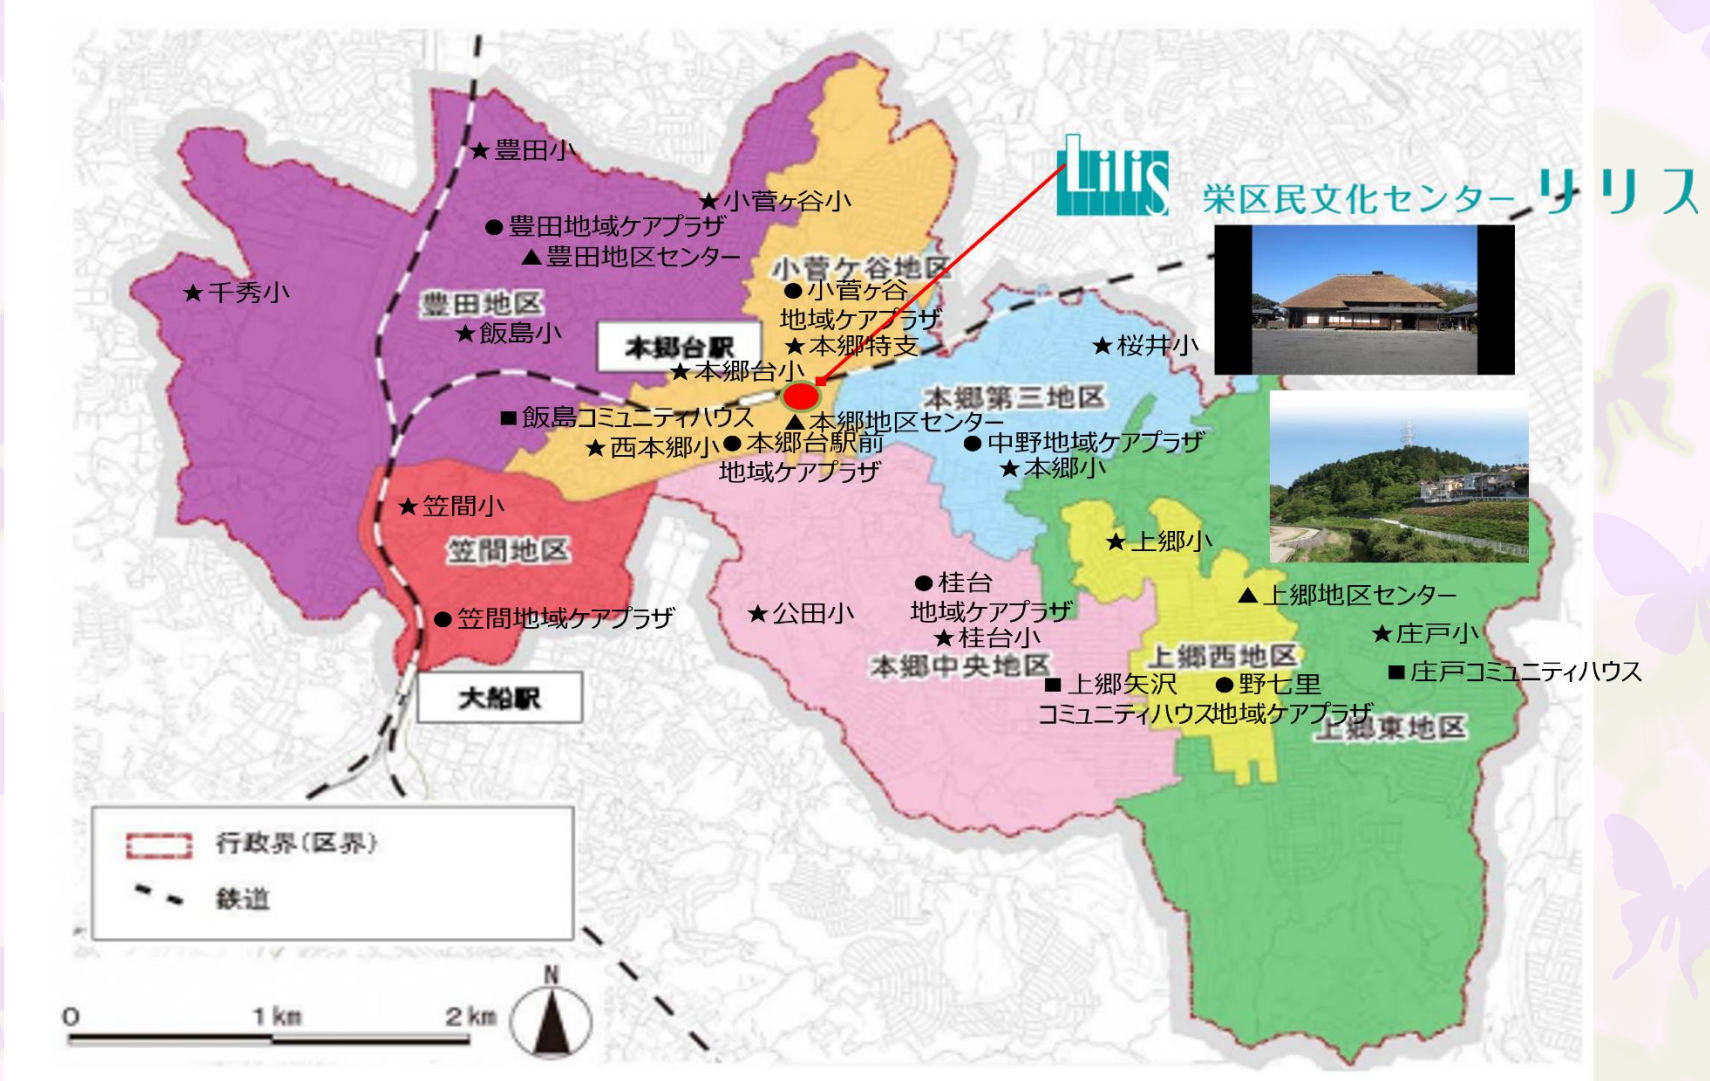 ★豊田小
Lilis
栄区民文化センター リリス
★小菅ヶ谷小
●豊田地域ケアプラザ
▲豊田地区センター
小菅ケ谷地区
★千秀小
●小菅ヶ谷
地域ケアプラザ
豊田地区
★飯島小
本郷台駅
★本郷特支
★桜井小
★本郷台小
本郷第三地区
■飯島コミュニティハウス
▲本郷地区センター
★西本郷小
●本郷台駅前
地域ケアプラザ
●中野地域ケアプラザ
★本郷小
★笠間小
笠間地区
★上郷小
●桂台
地域ケアプラザ
▲上郷地区センター
★公田小
●笠間地域ケアプラザ
★桂台小
★庄戸小
本郷中央地区
上郷西地区
■庄戸コミュニティハウス
■上郷矢沢
コミュニティハウス
●野七里
地域ケアプラザ
大船駅
上郷東地区
行政界(区界)
鉄道
N
0 1km 2km